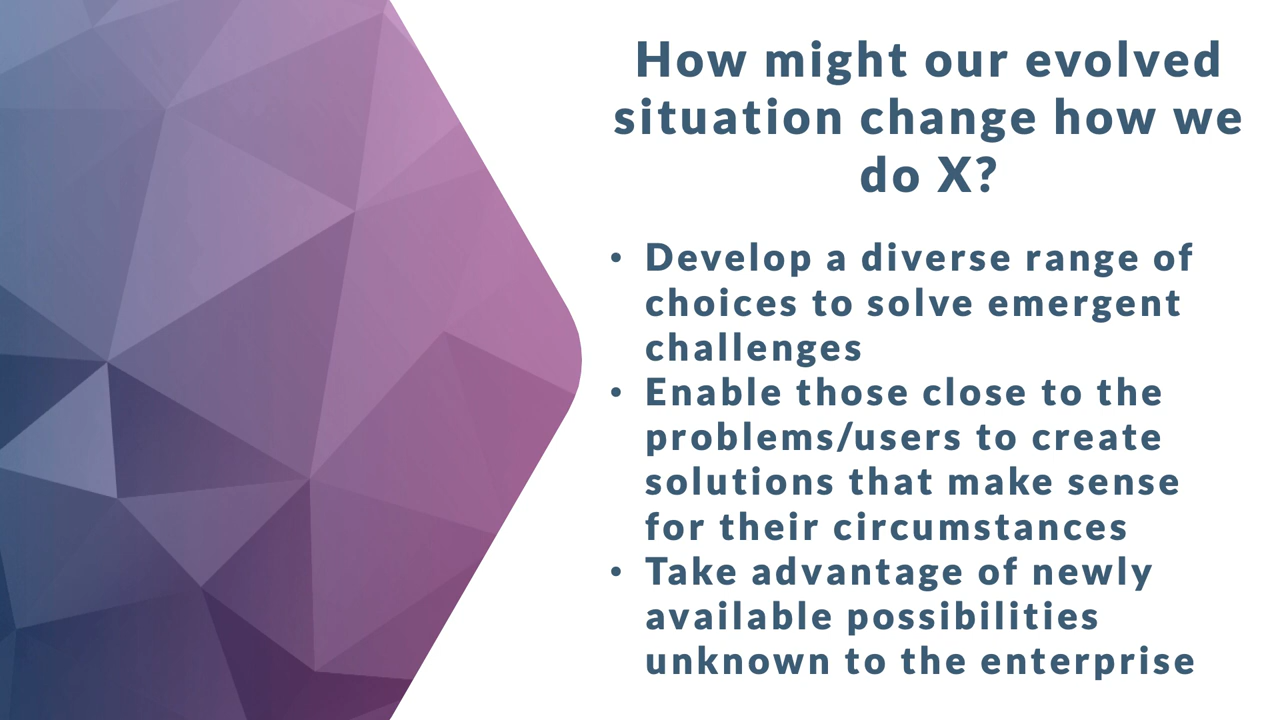 How might our evolved
situation change how we
do X?
• Develop a diverse range of
choices to solve emergent
challenges
• Enable those close to the
problems/users to create
solutions that make sense
for their circumstances
• Take advantage of newly
available possibilities
unknown to the enterprise